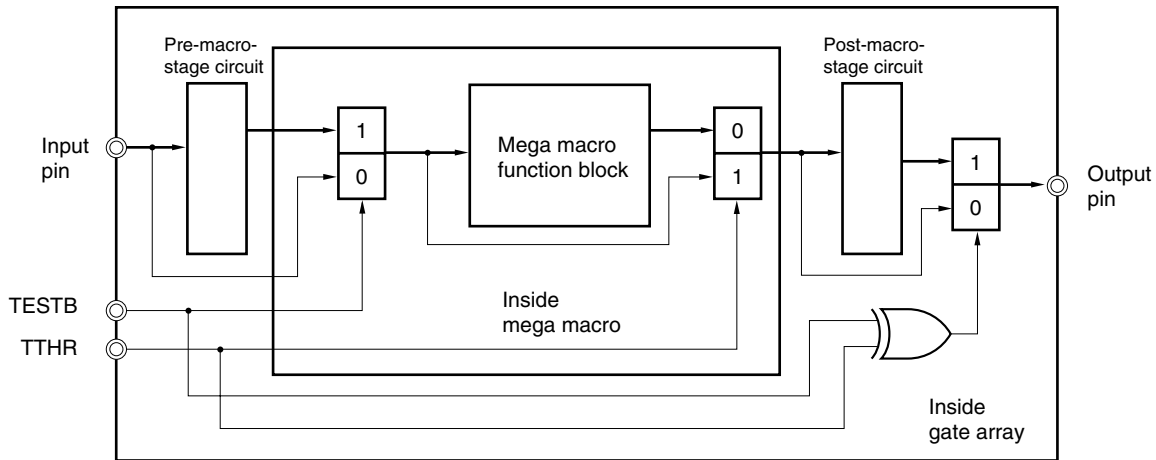 Pre-macro-
stage circuit
Post-macro-
stage circuit
Input
pin
1
0
Mega macro
function block
0
1
1
0
Output
pin
TESTB
TTHR
Inside
mega macro
Inside
gate array